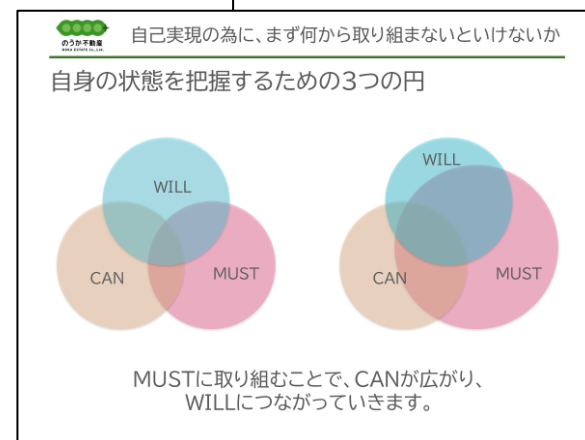 のうか不動産
自己実現の為に、まず何から取り組まないといけないか
自身の状態を把握するための3つの円
WILL
CAN
MUST
WILL
CAN
MUST
MUSTに取り組むことで、CANが広がり、
WILLにつながっていきます。